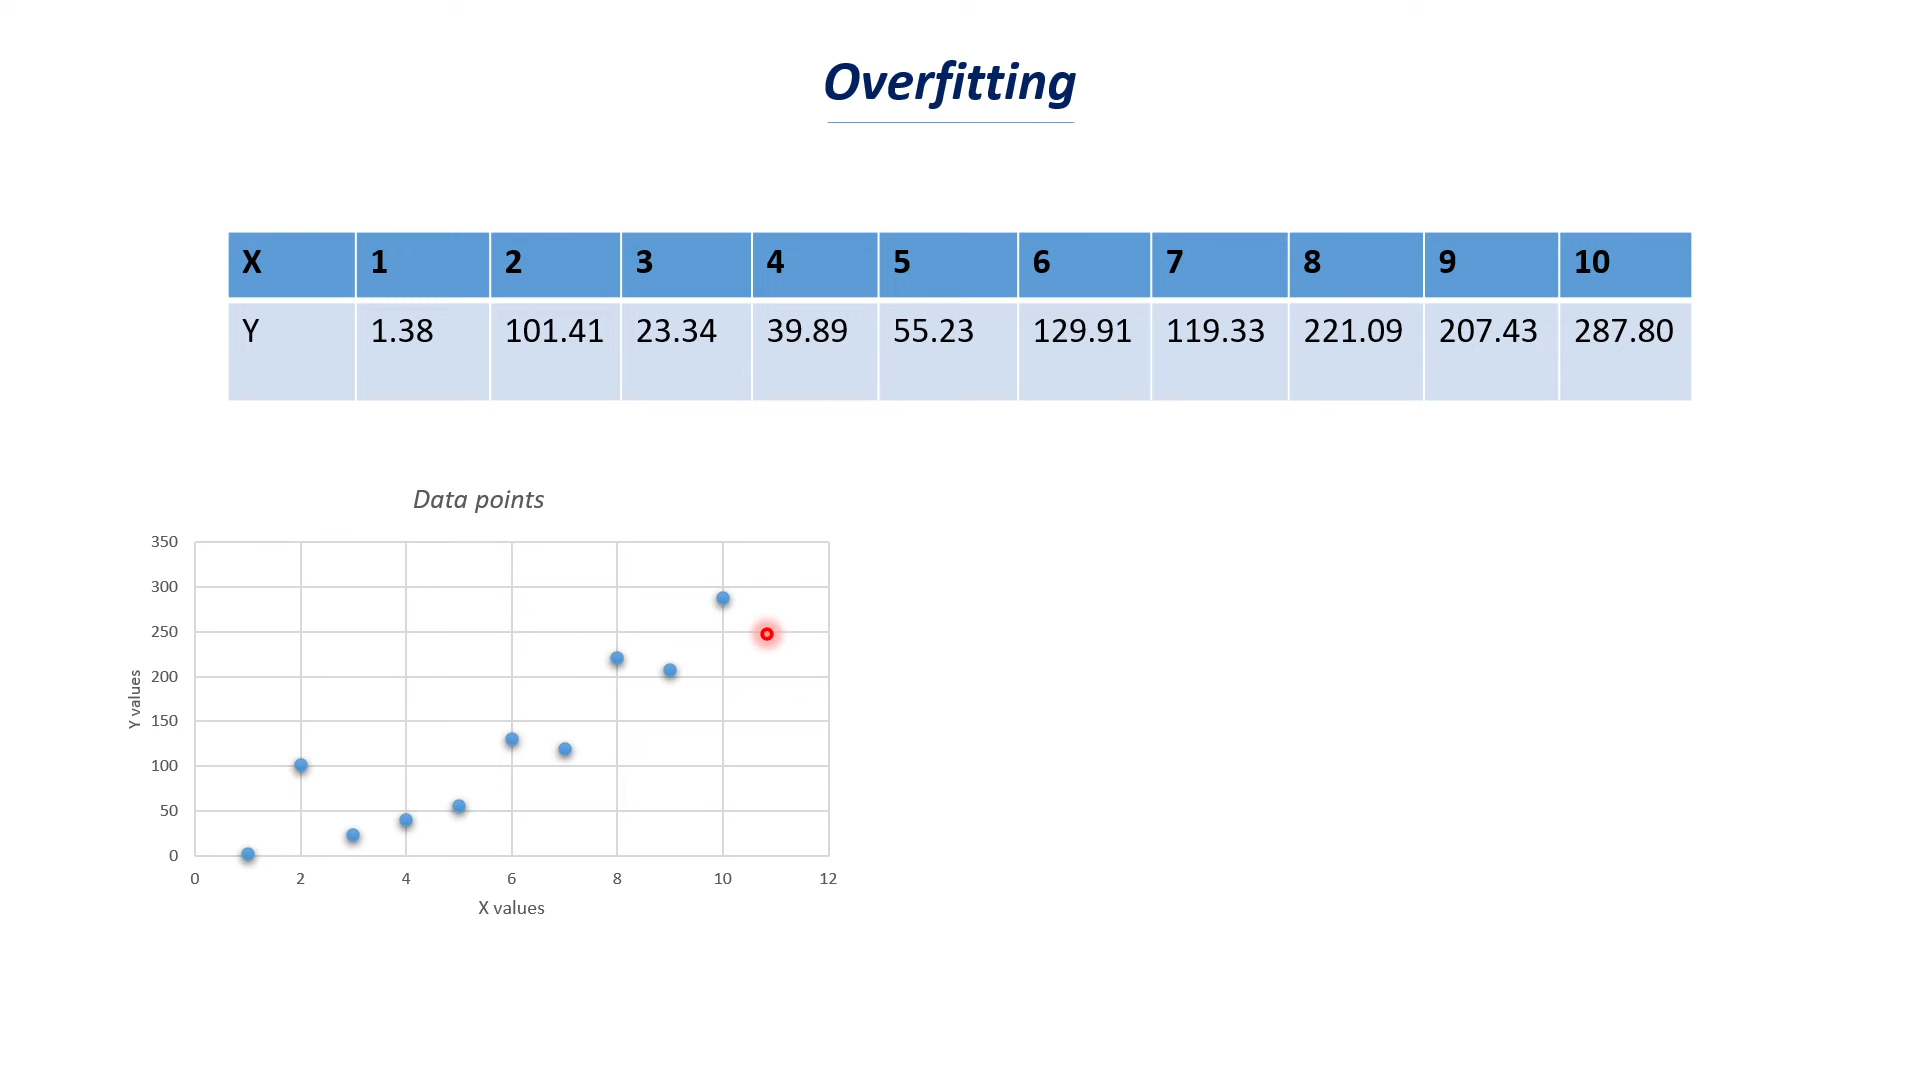 Overfitting
X 1 2 3 4 5 6 7 8 9 10
Y 1.38 101.41 23.34 39.89 55.23 129.91 119.33 221.09 207.43 287.80
Data points
350
300
250
200
150
100
50
0
Y values
0 2 4 6 8 10 12
X values